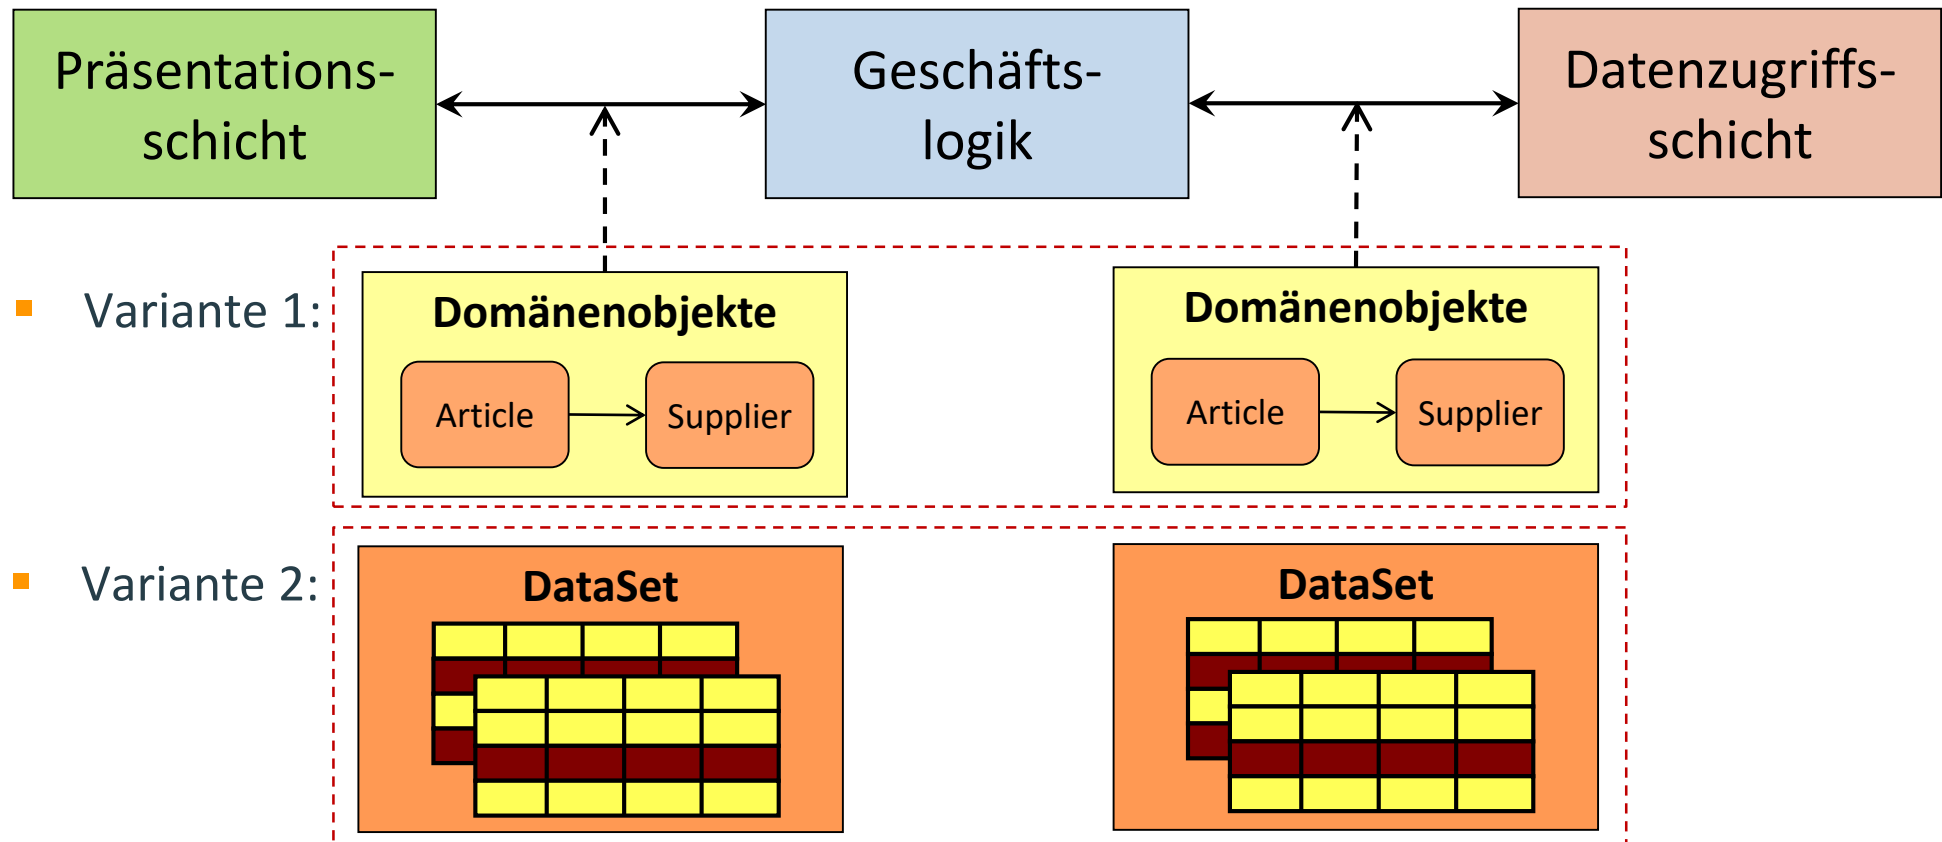 Präsentations-
schicht
Geschäfts-
logik
Datenzugriffs-
schicht
Variante 1:
Domänenobjekte
Article
Supplier
Domänenobjekte
Article
Supplier
Variante 2:
DataSet
DataSet